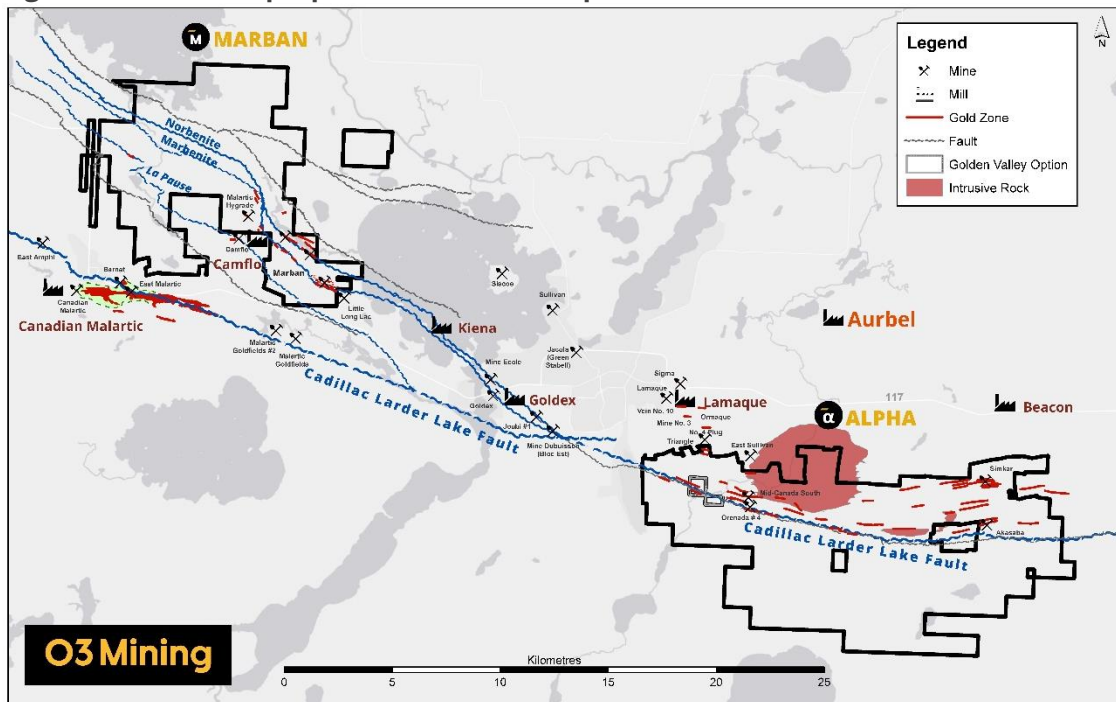 M MARBAN
N
Legend
Mine
Mill
Gold Zone
Fault
Golden Valley Option
Intrusive Rock
Norbenite
Marbenite
La Pause
Malartic
Hygrade
Camflo
Camflo
Marban
East Amphi
Barnat
East Malartic
Canadian
Malartic
Canadian Malartic
Little
Long Lac
Malartic
Goldfields #2
Malartic
Goldfields
Kiena
Siscoe
Sullivan
Jacola
(Green
Stabell)
Aurbel
Mine Ecole
Goldex
Goldex
Joubi #1
Mine Dubuisson
(Bloc Est)
Cadillac Larder Lake Fault
Sigma
Lamaque
Lamaque
Vein No. 10
Ormaque
Mine No. 3
No. 4 Plug
Triangle
East Sullivan
117
Beacon
α ALPHA
Simkar
Mid-Canada South
Orenada #4
Akasaba
Cadillac Larder Lake Fault
O3 Mining
Kilometres
0 5 10 15 20 25